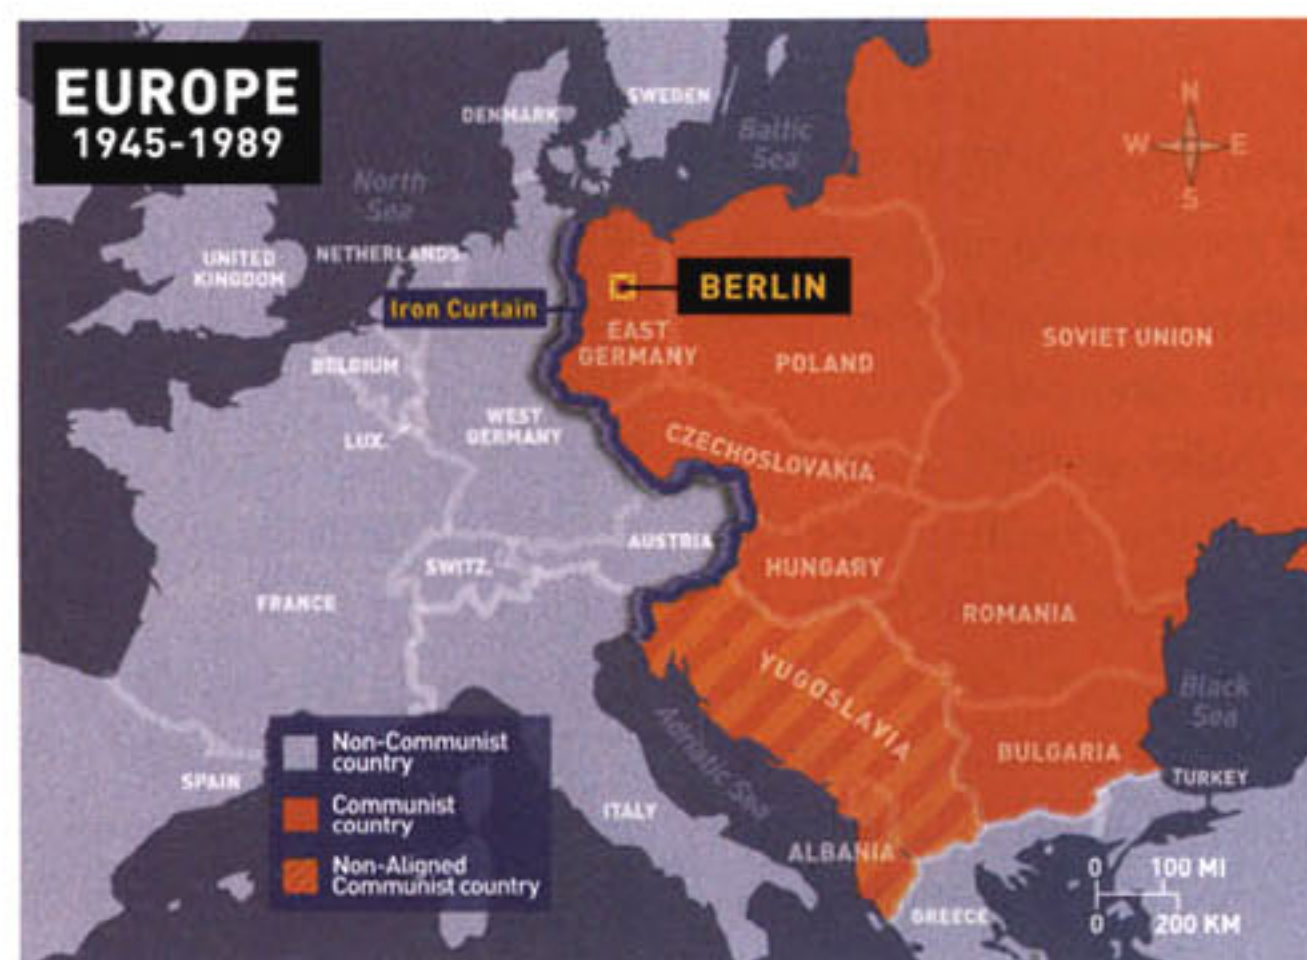 EUROPE
1945-1989
DENMARK
SWEDEN
Baltic
Sea
N
W E
S
North
Sea
UNITED
KINGDOM
NETHERLANDS
Iron Curtain
BERLIN
EAST
GERMANY
POLAND
SOVIET UNION
BELGIUM
LUX.
WEST
GERMANY
CZECHOSLOVAKIA
AUSTRIA
SWITZ.
HUNGARY
FRANCE
ROMANIA
YUGOSLAVIA
Black
Sea
Adriatic Sea
BULGARIA
TURKEY
SPAIN
ITALY
ALBANIA
GREECE
Non-Communist
country
Communist
country
Non-Aligned
Communist country
0 100 MI
0 200 KM